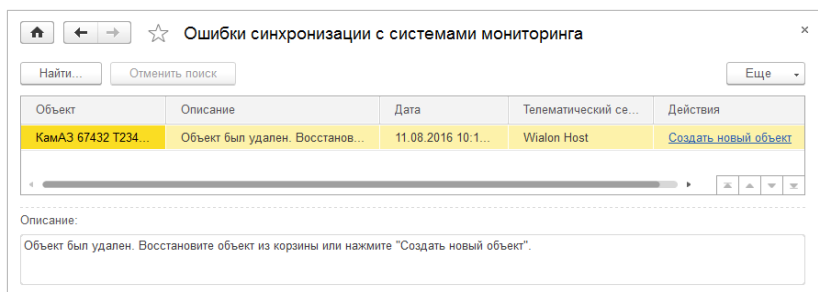 Ошибки синхронизации с системами мониторинга
Найти... Отменить поиск Еще
Объект Описание Дата Телематический се... Действия
КамАЗ 67432 Т234... Объект был удален. Восстанов... 11.08.2016 10:1... Wialon Host Создать новый объект
Описание:
Объект был удален. Восстановите объект из корзины или нажмите "Создать новый объект".